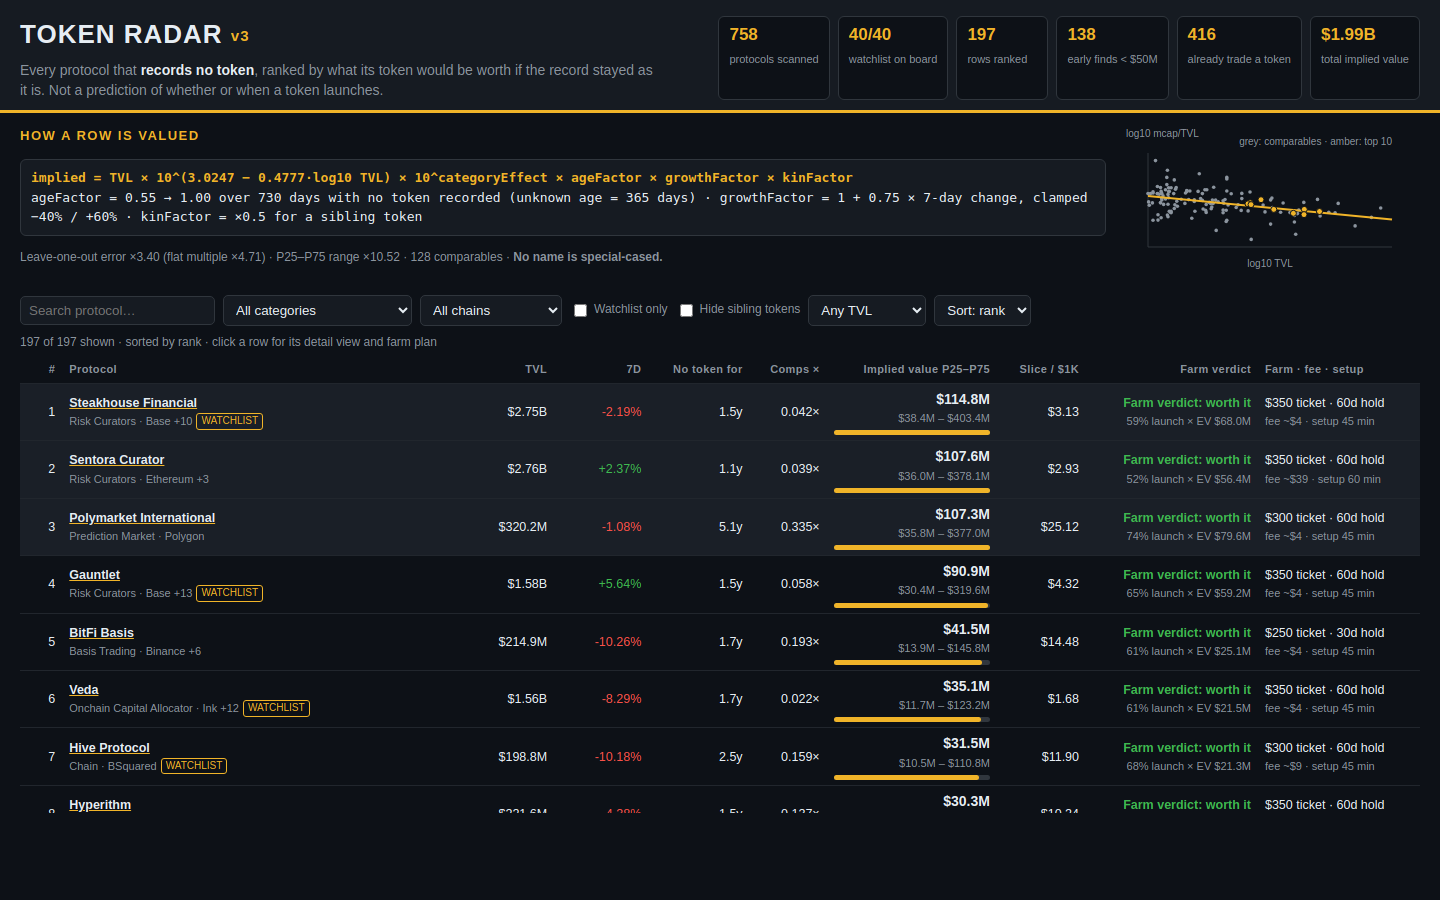 TOKEN RADAR v3
Every protocol that records no token, ranked by what its token would be worth if the record stayed as
it is. Not a prediction of whether or when a token launches.
758
protocols scanned
40/40
watchlist on board
197
rows ranked
138
early finds < $50M
416
already trade a token
$1.99B
total implied value
HOW A ROW IS VALUED
implied = TVL × 10^(3.0247 − 0.4777·log10 TVL) × 10^categoryEffect × ageFactor × growthFactor × kinFactor
ageFactor = 0.55 → 1.00 over 730 days with no token recorded (unknown age = 365 days) · growthFactor = 1 + 0.75 × 7-day change, clamped
−40% / +60% · kinFactor = ×0.5 for a sibling token
Leave-one-out error ×3.40 (flat multiple ×4.71) · P25–P75 range ×10.52 · 128 comparables · No name is special-cased.
log10 mcap/TVL
grey: comparables · amber: top 10
log10 TVL
Search protocol…
All categories
All chains
Watchlist only
Hide sibling tokens
Any TVL
Sort: rank
197 of 197 shown · sorted by rank · click a row for its detail view and farm plan
# Protocol TVL 7D No token for Comps × Implied value P25–P75 Slice / $1K Farm verdict Farm · fee · setup
1 Steakhouse Financial $2.75B -2.19% 1.5y 0.042× $114.8M $3.13 Farm verdict: worth it $350 ticket · 60d hold
Risk Curators · Base +10 WATCHLIST $38.4M – $403.4M 59% launch × EV $68.0M fee ~$4 · setup 45 min
2 Sentora Curator $2.76B +2.37% 1.1y 0.039× $107.6M $2.93 Farm verdict: worth it $350 ticket · 60d hold
Risk Curators · Ethereum +3 $36.0M – $378.1M 52% launch × EV $56.4M fee ~$39 · setup 60 min
3 Polymarket International $320.2M -1.08% 5.1y 0.335× $107.3M $25.12 Farm verdict: worth it $300 ticket · 60d hold
Prediction Market · Polygon $35.8M – $377.0M 74% launch × EV $79.6M fee ~$4 · setup 45 min
4 Gauntlet $1.58B +5.64% 1.5y 0.058× $90.9M $4.32 Farm verdict: worth it $350 ticket · 60d hold
Risk Curators · Base +13 WATCHLIST $30.4M – $319.6M 65% launch × EV $59.2M fee ~$4 · setup 45 min
5 BitFi Basis $214.9M -10.26% 1.7y 0.193× $41.5M $14.48 Farm verdict: worth it $250 ticket · 30d hold
Basis Trading · Binance +6 $13.9M – $145.8M 61% launch × EV $25.1M fee ~$4 · setup 45 min
6 Veda $1.56B -8.29% 1.7y 0.022× $35.1M $1.68 Farm verdict: worth it $350 ticket · 60d hold
Onchain Capital Allocator · Ink +12 WATCHLIST $11.7M – $123.2M 61% launch × EV $21.5M fee ~$4 · setup 45 min
7 Hive Protocol $198.8M -10.18% 2.5y 0.159× $31.5M $11.90 Farm verdict: worth it $300 ticket · 60d hold
Chain · BSquared WATCHLIST $10.5M – $110.8M 68% launch × EV $21.3M fee ~$9 · setup 45 min
Hyperithm $30.3M Farm verdict: worth it $350 ticket · 60d hold